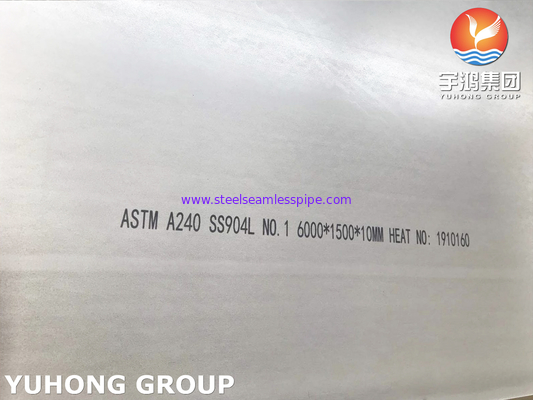 宇鸿集团
YUHONG GROUP
www.steelseamlesspipe.com
ASTM A240 SS904L NO.1 6000*1500*10MM HEAT NO: 1910160
YUHONG GROUP